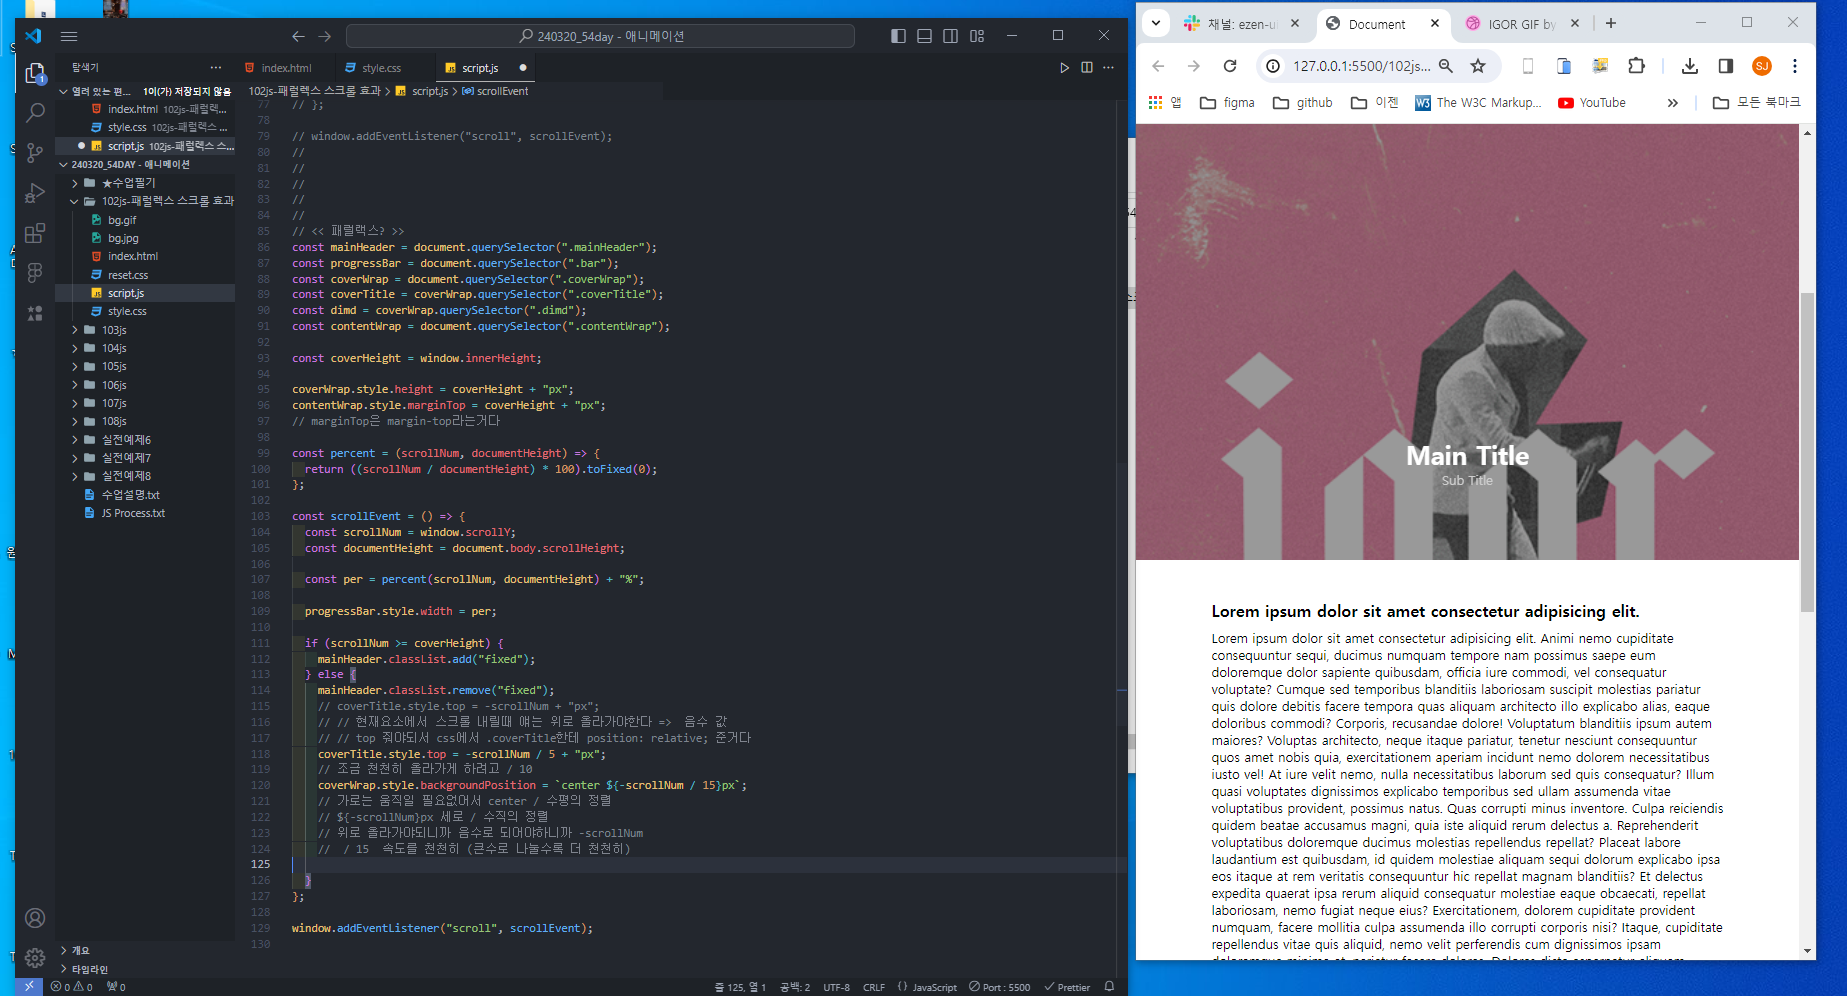 240320_54day - 애니메이션
탐색기
index.html
style.css
script.js
열려 있는 편...
1이(가) 저장되지 않음
index.html 102js-패럴렉...
style.css 102js-패럴렉스 ...
script.js 102js-패럴렉스 스...
240320_54DAY - 애니메이션
★수업필기
102js-패럴렉스 스크롤 효과
bg.gif
bg.jpg
index.html
reset.css
script.js
style.css
103js
104js
105js
106js
107js
108js
실전예제6
실전예제7
실전예제8
수업설명.txt
JS Process.txt
개요
타임라인
102js-패럴렉스 스크롤 효과 > script.js > scrollEvent
77 // };
78
79 // window.addEventListener("scroll", scrollEvent);
80 //
81 //
82 //
83 //
84 //
85 // << 패럴랙스? >>
86 const mainHeader = document.querySelector(".mainHeader");
87 const progressBar = document.querySelector(".bar");
88 const coverWrap = document.querySelector(".coverWrap");
89 const coverTitle = coverWrap.querySelector(".coverTitle");
90 const dimd = coverWrap.querySelector(".dimd");
91 const contentWrap = document.querySelector(".contentWrap");
92
93 const coverHeight = window.innerHeight;
94
95 coverWrap.style.height = coverHeight + "px";
96 contentWrap.style.marginTop = coverHeight + "px";
97 // marginTop은 margin-top라는거다
98
99 const percent = (scrollNum, documentHeight) => {
100 return ((scrollNum / documentHeight) * 100).toFixed(0);
101 };
102
103 const scrollEvent = () => {
104 const scrollNum = window.scrollY;
105 const documentHeight = document.body.scrollHeight;
106
107 const per = percent(scrollNum, documentHeight) + "%";
108
109 progressBar.style.width = per;
110
111 if (scrollNum >= coverHeight) {
112 mainHeader.classList.add("fixed");
113 } else {
114 mainHeader.classList.remove("fixed");
115 // coverTitle.style.top = -scrollNum + "px";
116 // // 현재요소에서 스크롤 내릴때 얘는 위로 올라가야한다 => 음수 값
117 // // top 줘야되서 css에서 .coverTitle한테 position: relative; 준거다
118 coverTitle.style.top = -scrollNum / 5 + "px";
119 // 조금 천천히 올라가게 하려고 / 10
120 coverWrap.style.backgroundPosition = `center ${-scrollNum / 15}px`;
121 // 가로는 움직일 필요없어서 center / 수평의 정렬
122 // ${-scrollNum}px 세로 / 수직의 정렬
123 // 위로 올라가야되니까 음수로 되어야하니까 -scrollNum
124 // / 15 속도를 천천히 (큰수로 나눌수록 더 천천히)
125
126 }
127 };
128
129 window.addEventListener("scroll", scrollEvent);
130
0 0 0
줄 125, 열 1 공백: 2 UTF-8 CRLF {} JavaScript Port : 5500 Prettier
채널: ezen-u
Document
IGOR GIF by
127.0.0.1:5500/102js...
SJ
앱 figma github 이젠 The W3C Markup... YouTube » 모든 북마크
igor
Main Title
Sub Title
Lorem ipsum dolor sit amet consectetur adipisicing elit.
Lorem ipsum dolor sit amet consectetur adipisicing elit. Animi nemo cupiditate
consequuntur sequi, ducimus numquam tempore nam possimus saepe eum
doloremque dolor sapiente quibusdam, officia iure commodi, vel consequatur
voluptate? Cumque sed temporibus blanditiis laboriosam suscipit molestias pariatur
quis dolore debitis facere tempora quas aliquam architecto illo explicabo alias, eaque
doloribus commodi? Corporis, recusandae dolore! Voluptatum blanditiis ipsum autem
maiores? Voluptas architecto, neque itaque pariatur, tenetur nesciunt consequuntur
quos amet nobis quia, exercitationem aperiam incidunt nemo dolorem necessitatibus
iusto vel! At iure velit nemo, nulla necessitatibus laborum sed quis consequatur? Illum
quasi voluptates dignissimos explicabo temporibus sed ullam assumenda vitae
voluptatibus provident, possimus natus. Quas corrupti minus inventore. Culpa reiciendis
quidem beatae accusamus magni, quia iste aliquid rerum delectus a. Reprehenderit
voluptatibus doloremque ducimus molestias repellendus repellat? Placeat labore
laudantium est quibusdam, id quidem molestiae aliquam sequi dolorum explicabo ipsa
eos itaque at rem veritatis consequuntur hic repellat magnam blanditiis? Et delectus
expedita quaerat ipsa rerum aliquid consequatur molestiae eaque obcaecati, repellat
laboriosam, nemo fugiat neque eius? Exercitationem, dolorem cupiditate provident
numquam, facere mollitia culpa assumenda illo corrupti corporis nisi? Itaque, cupiditate
repellendus vitae quis aliquid, nemo velit perferendis cum dignissimos ipsam